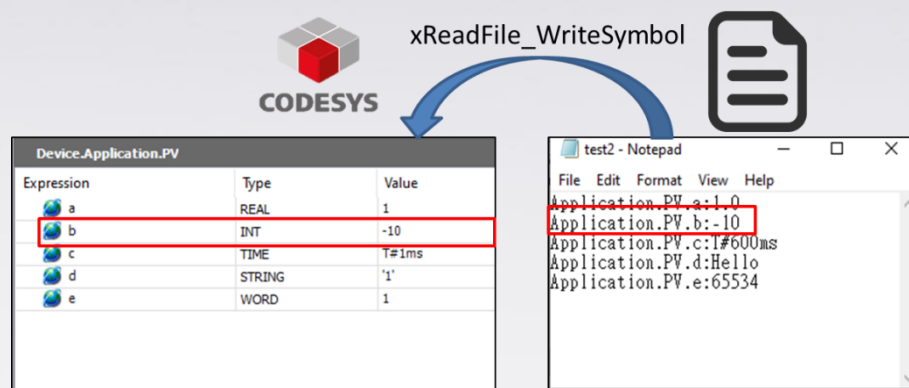 xReadFile_WriteSymbol
CODESYS
Device.Application.PV
Expression Type Value
a REAL 1
b INT -10
c TIME T#1ms
d STRING '1'
e WORD 1
test2 - Notepad
File Edit Format View Help
Application.PV.a:1.0
Application.PV.b:-10
Application.PV.c:T#600ms
Application.PV.d:Hello
Application.PV.e:65534